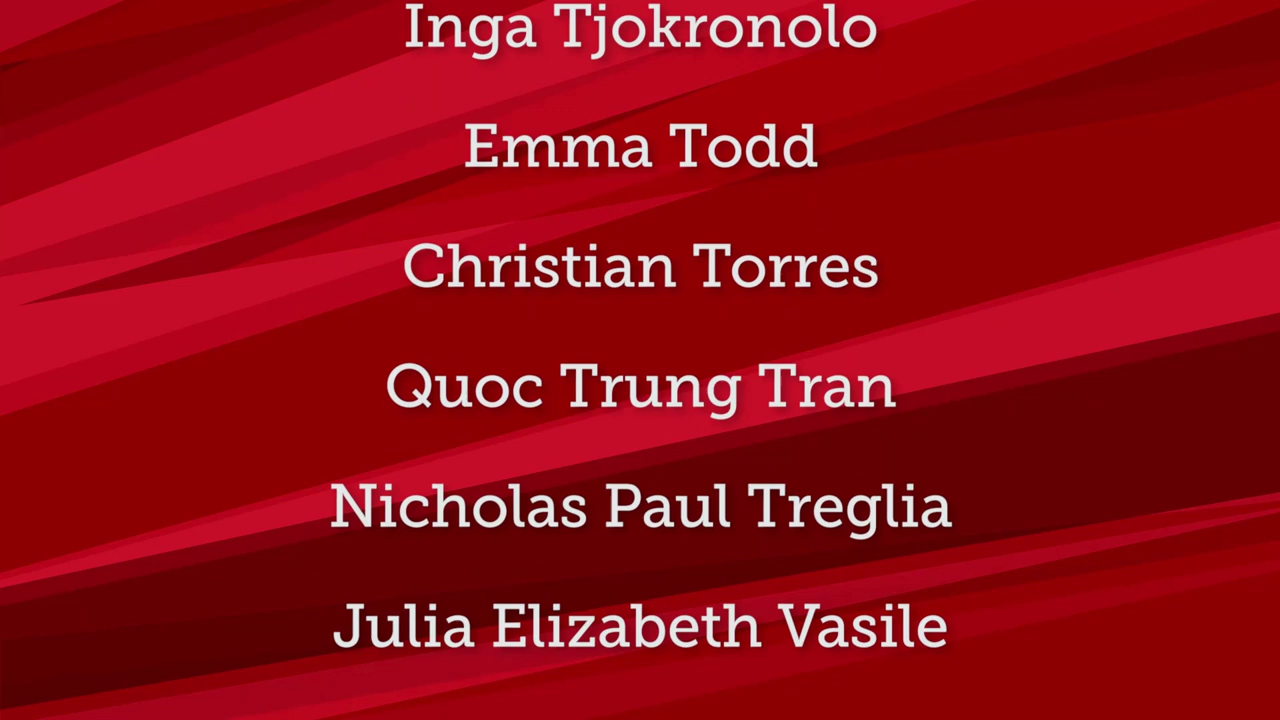 Inga Tjokronolo
Emma Todd
Christian Torres
Quoc Trung Tran
Nicholas Paul Treglia
Julia Elizabeth Vasile